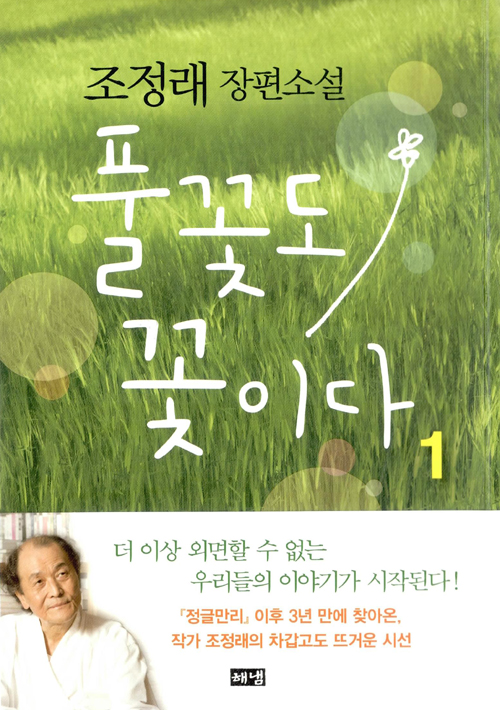 조정래 장편소설
풀꽃도
꽃이다
1
더 이상 외면할 수 없는
우리들의 이야기가 시작된다!
『정글만리』 이후 3년 만에 찾아온,
작가 조정래의 차갑고도 뜨거운 시선
해냄